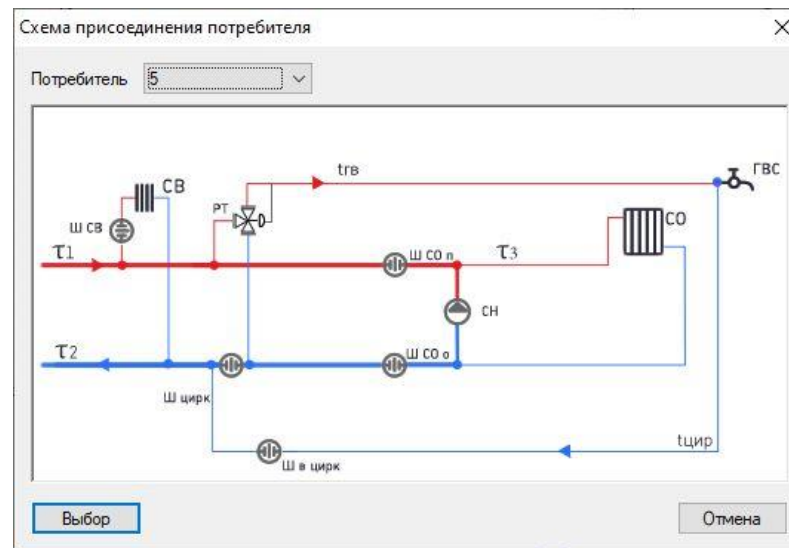 Схема присоединения потребителя
Потребитель 5
tгв
ГВС
СВ
РТ
Ш СВ
СО
τ1
Ш СО п
τ3
СН
τ2
Ш СО о
Ш цирк
tцир
Ш в цирк
Выбор
Отмена